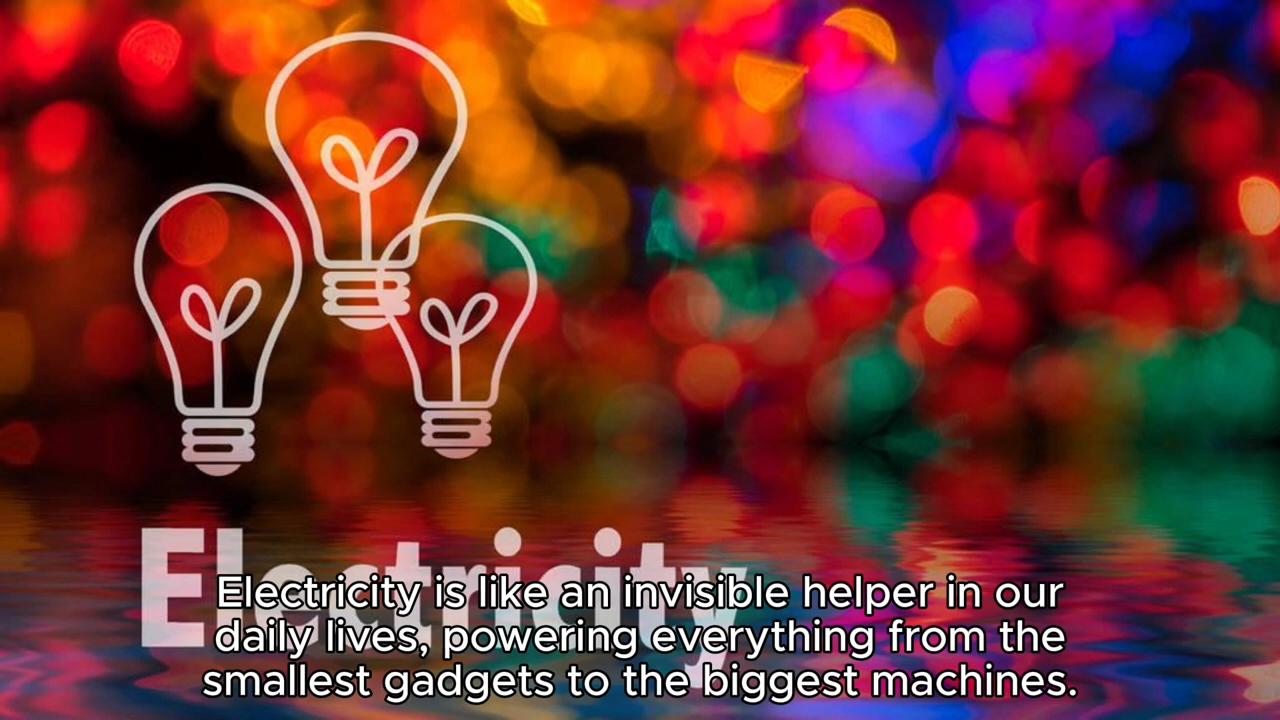 Electricity
Electricity is like an invisible helper in our
daily lives, powering everything from the
smallest gadgets to the biggest machines.